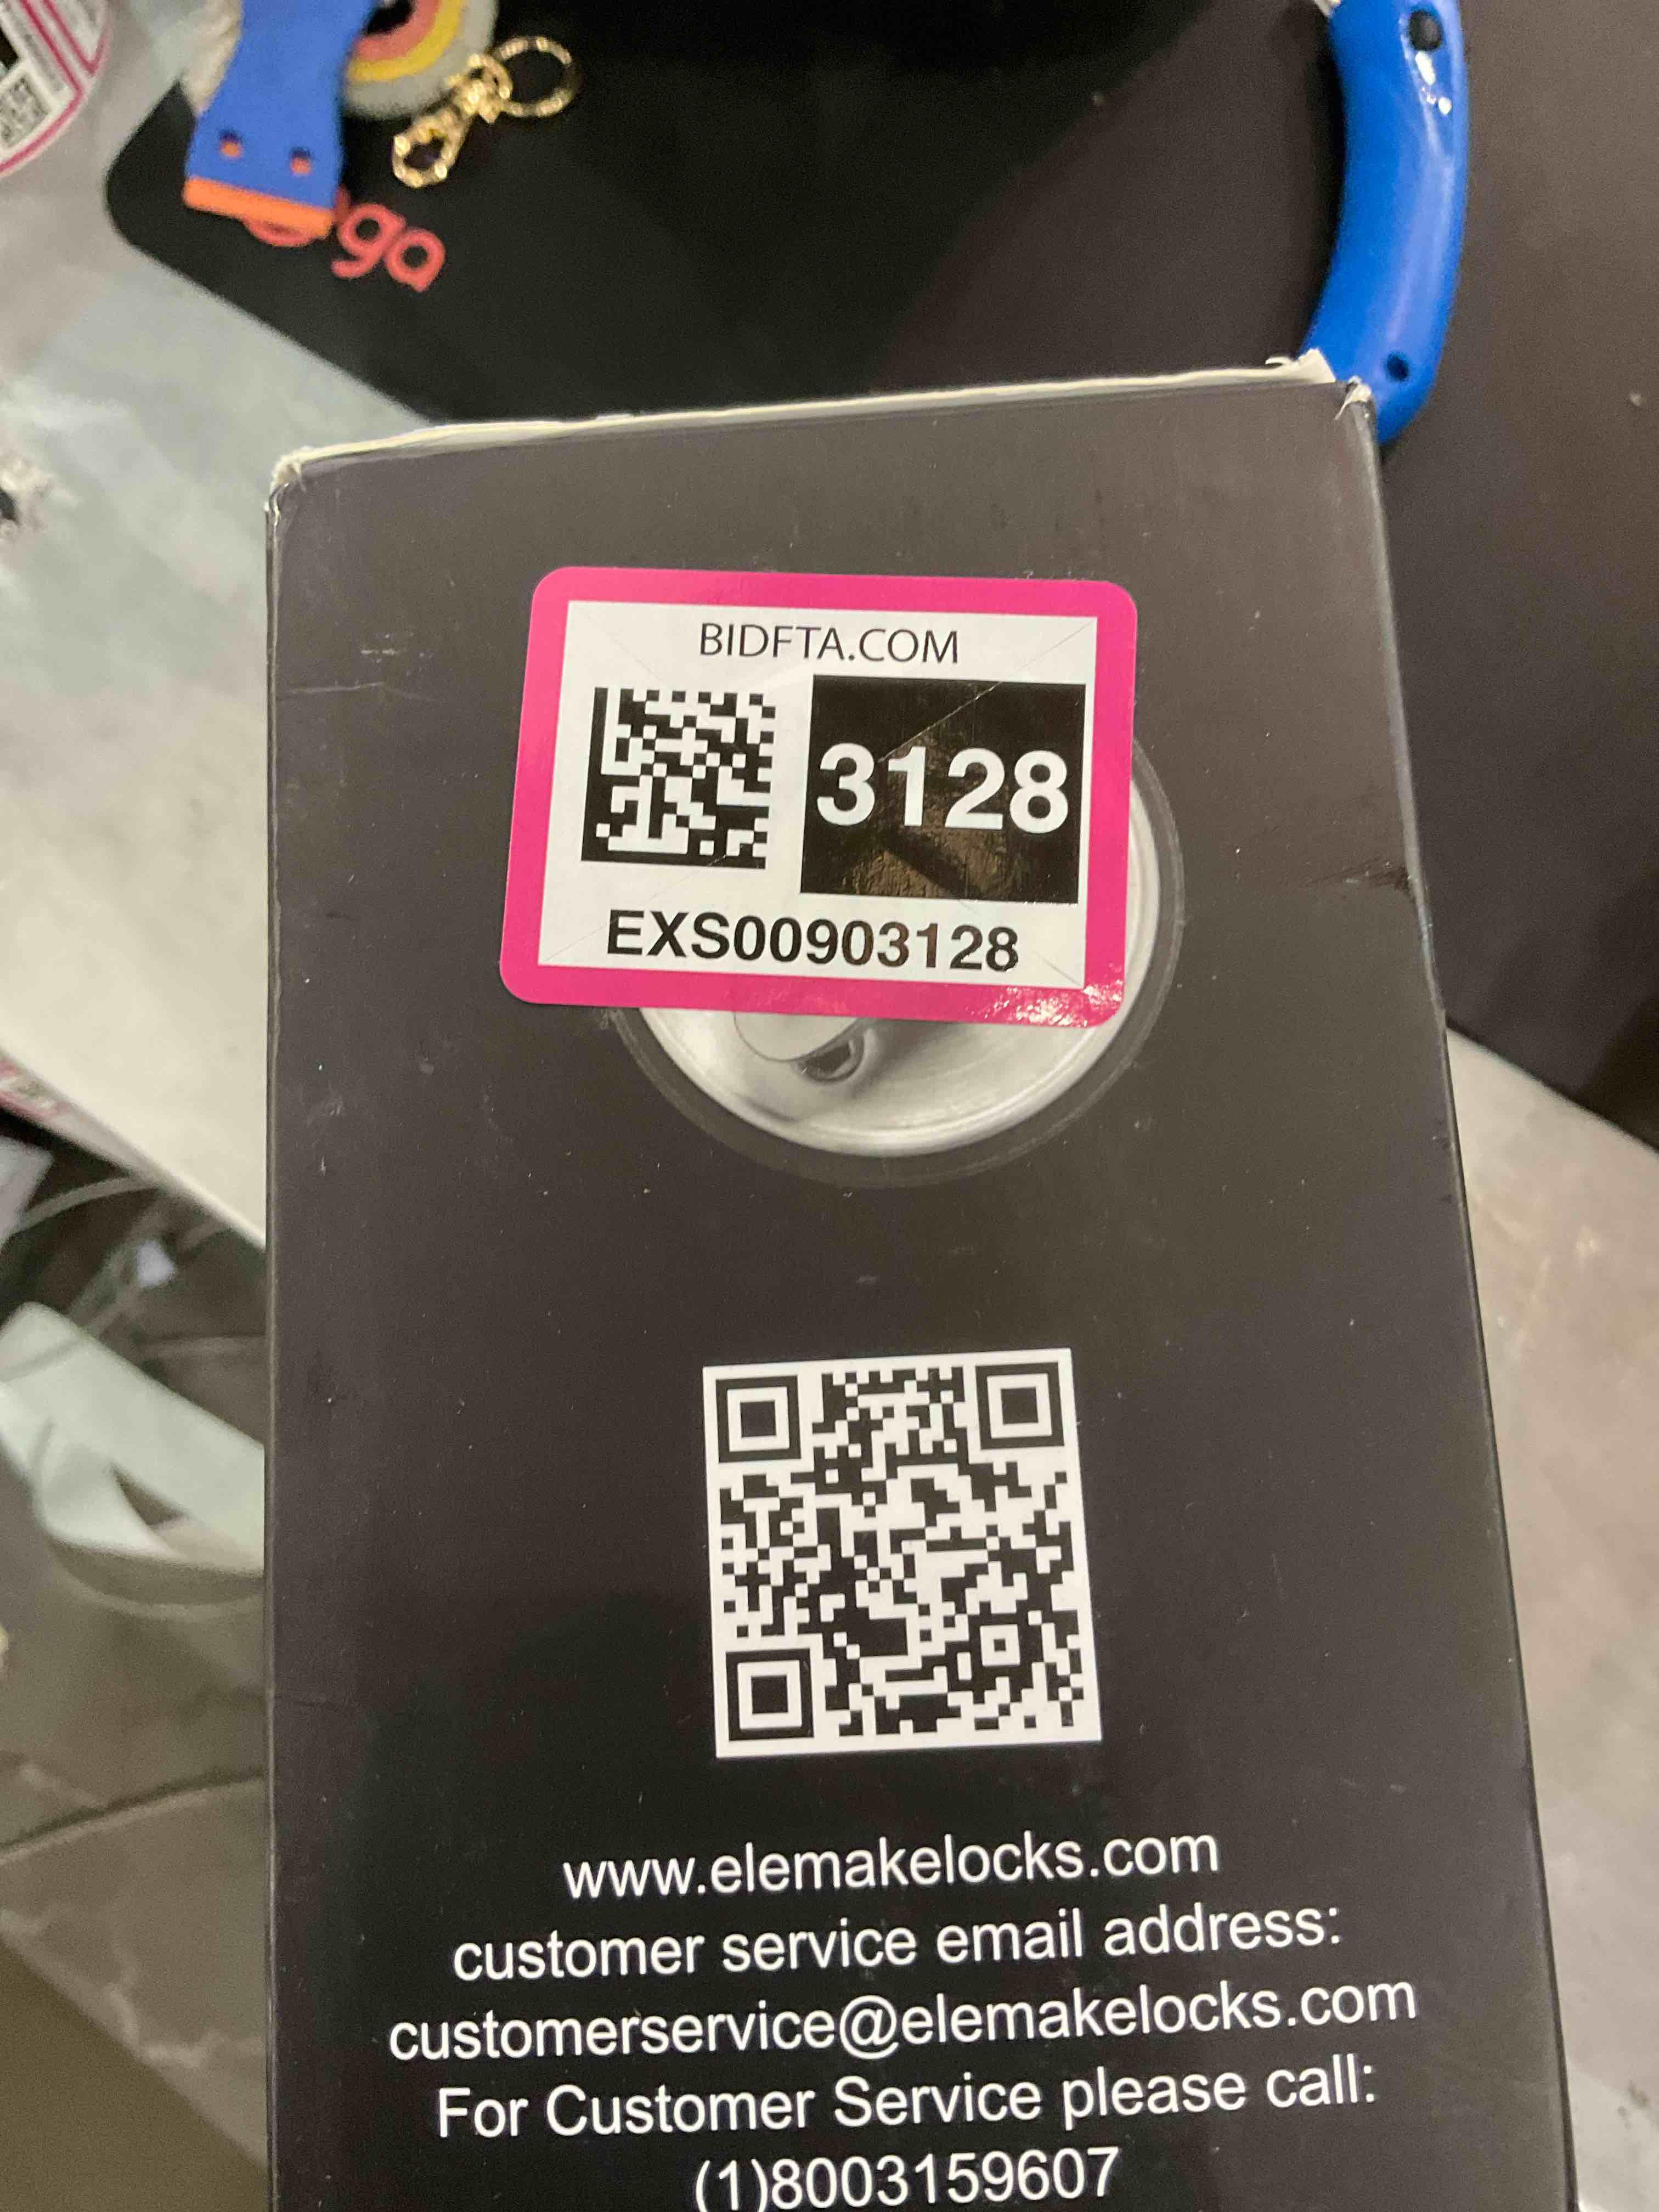 ga
BIDFTA.COM
3128
EXS00903128
www.elemakelocks.com
customer service email address:
customerservice@elemakelocks.com
For Customer Service please call:
(1)8003159607